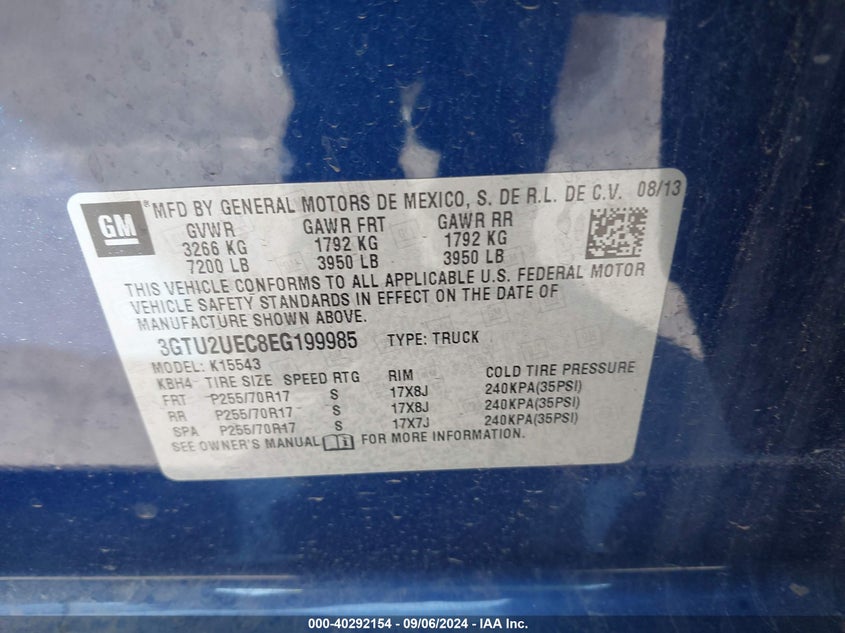 GM
MFD BY GENERAL MOTORS DE MEXICO, S. DE R.L. DE C.V. 08/13
GVWR GAWR FRT GAWR RR
3266 KG 1792 KG 1792 KG
7200 LB 3950 LB 3950 LB
THIS VEHICLE CONFORMS TO ALL APPLICABLE U.S. FEDERAL MOTOR
VEHICLE SAFETY STANDARDS IN EFFECT ON THE DATE OF
MANUFACTURE SHOWN ABOVE.
3GTU2UEC8EG199985 TYPE: TRUCK
MODEL: K15543
KBH4 TIRE SIZE SPEED RTG RIM COLD TIRE PRESSURE
FRT P255/70R17 S 17X8J 240KPA(35PSI)
RR P255/70R17 S 17X8J 240KPA(35PSI)
SPA P255/70R17 S 17X7J 240KPA(35PSI)
SEE OWNER'S MANUAL FOR MORE INFORMATION.
000-40292154 - 09/06/2024 - IAA Inc.